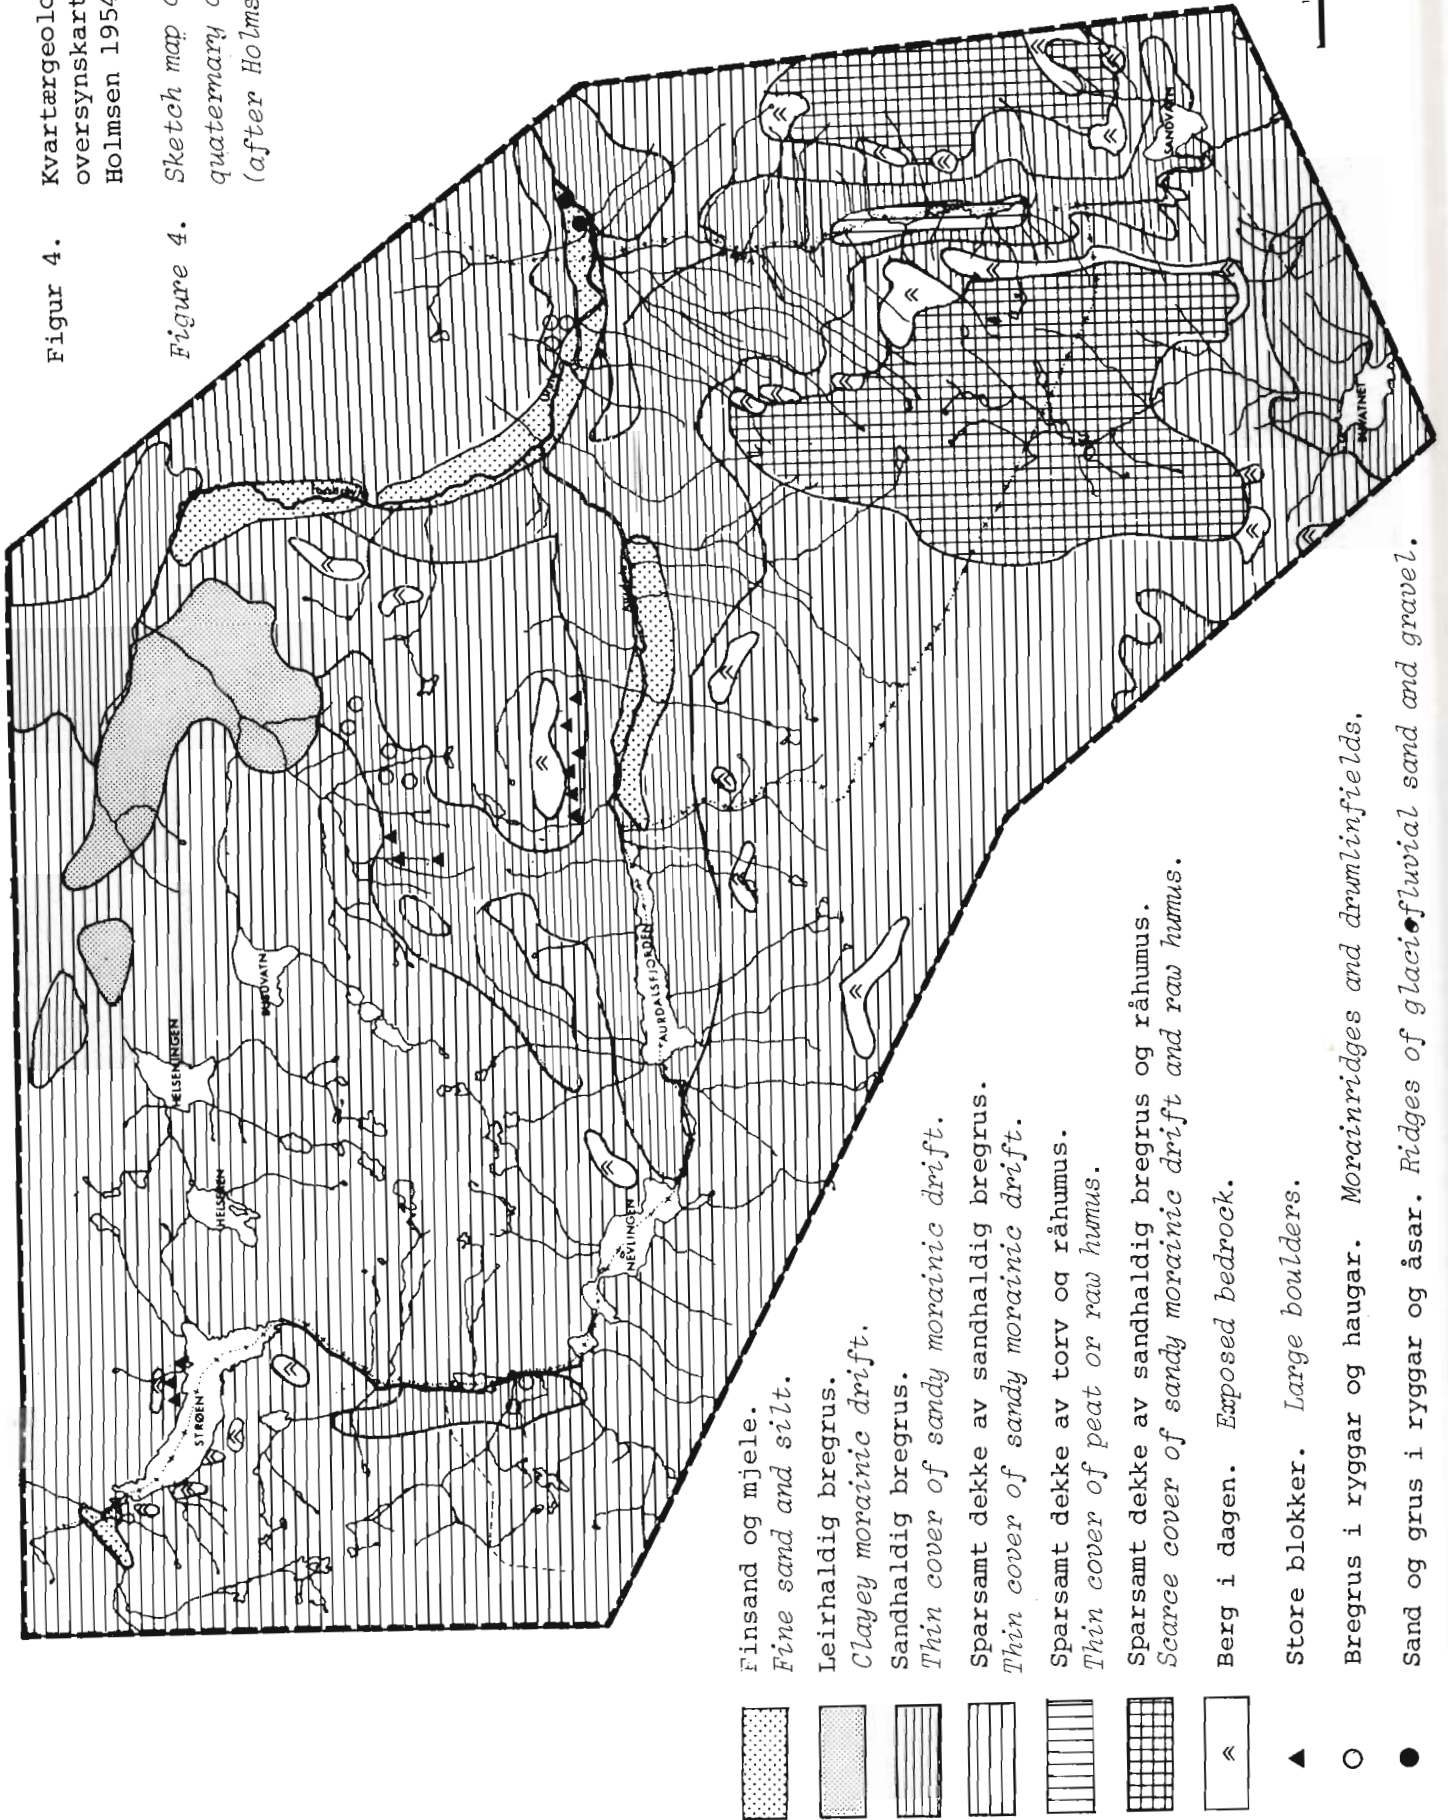 Figur 4. Kvartærgeolo
oversynskart
Holmsen 1954
Figure 4. Sketch map
quaternary
(after Holms
STRØEN
HELSEREN
HELSENINGEN
NEVLINGEN
AURDALSFJORDEN
SANDVATN
BUVATNET
Finsand og mjele.
Fine sand and silt.
Leirhaldig bregrus.
Clayey morainic drift.
Sandhaldig bregrus.
Thin cover of sandy morainic drift.
Sparsamt dekke av sandhaldig bregrus.
Thin cover of sandy morainic drift.
Sparsamt dekke av torv og råhumus.
Thin cover of peat or raw humus.
Sparsamt dekke av sandhaldig bregrus og råhumus.
Scarce cover of sandy morainic drift and raw humus.
Berg i dagen. Exposed bedrock.
Store blokker. Large boulders.
Bregrus i ryggar og haugar. Morainridges and drumlinfields.
Sand og grus i ryggar og åsar. Ridges of glaciofluvial sand and gravel.